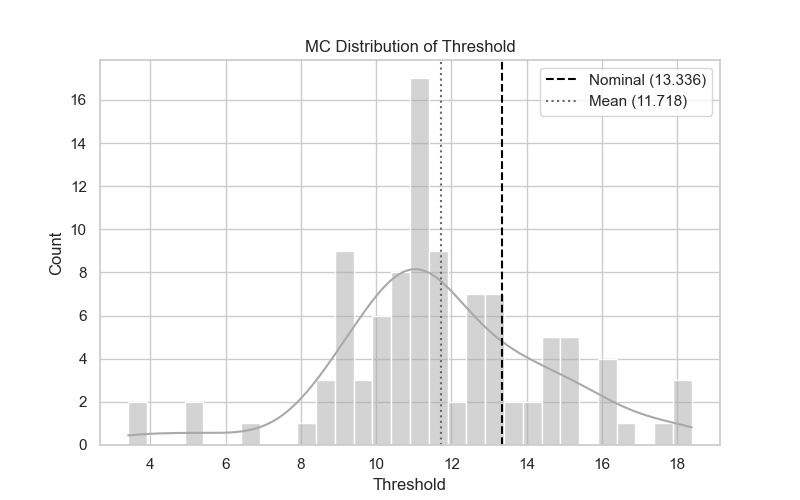 MC Distribution of Threshold
Nominal (13.336)
Mean (11.718)
Count
16
14
12
10
8
6
4
2
0
4 6 8 10 12 14 16 18
Threshold